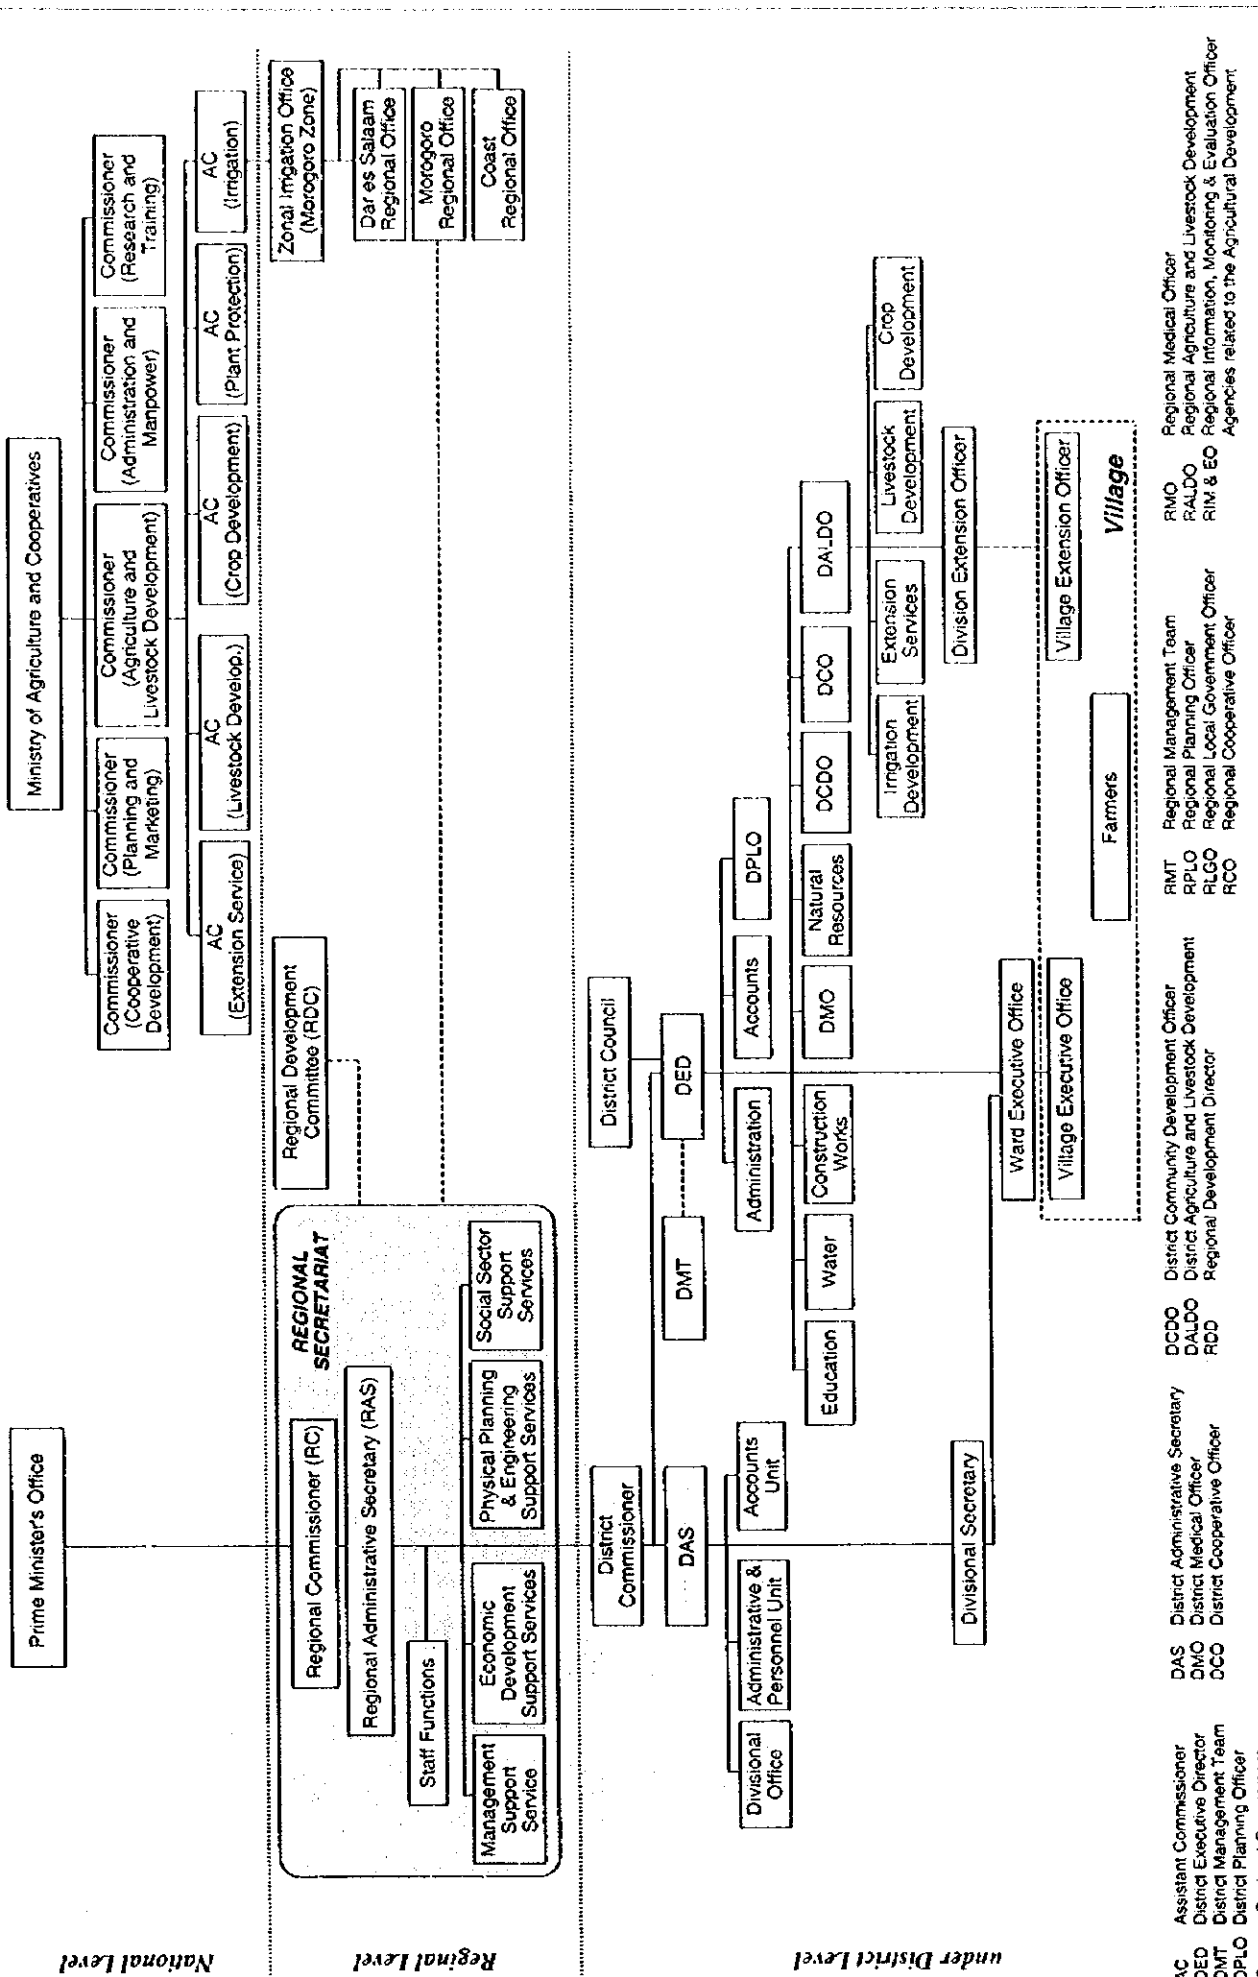 National Level
Prime Minister's Office
Ministry of Agriculture and Cooperatives
Commissioner
(Cooperative
Development)
Commissioner
(Planning and
Marketing)
Commissioner
(Agriculture and
Livestock Development)
Commissioner
(Administration and
Manpower)
Commissioner
(Research and
Training)
AC
(Extension Service)
AC
(Livestock Develop.)
AC
(Crop Development)
AC
(Plant Protection)
AC
(Irrigation)
Reginal Level
REGIONAL
SECRETARIAT
Regional Commissioner (RC)
Regional Administrative Secretary (RAS)
Staff Functions
Management
Support
Service
Economic
Development
Support Services
Physical Planning
& Engineering
Support Services
Social Sector
Support
Services
Regional Development
Committee (RDC)
Zonal Irrigation Office
(Morogoro Zone)
Dar es Salaam
Regional Office
Morogoro
Regional Office
Coast
Regional Office
under District Level
District
Commissioner
District Council
DAS
DMT
DED
Divisional
Office
Administrative &
Personnel Unit
Accounts
Unit
Administration
Accounts
DPLO
Education
Water
Construction
Works
DMO
Natural
Resources
DCDO
DCO
DALDO
Irrigation
Development
Extension
Services
Livestock
Development
Crop
Development
Divisional Secretary
Division Extension Officer
Ward Executive Office
Village Executive Office
Village Extension Officer
Farmers
Village
AC Assistant Commissioner
DED District Executive Director
DMT District Management Team
DPLO District Planning Officer
DAS District Administrative Secretary
DMO District Medical Officer
DCO District Cooperative Officer
DCDO District Community Development Officer
DALDO District Agriculture and Livestock Development
RDD Regional Development Director
RMT Regional Management Team
RPLO Regional Planning Officer
RLGO Regional Local Government Officer
RCO Regional Cooperative Officer
RMO Regional Medical Officer
RALDO Regional Agriculture and Livestock Development
RIM & EO Regional Information, Monitoring & Evaluation Officer
Agencies related to the Agricultural Development